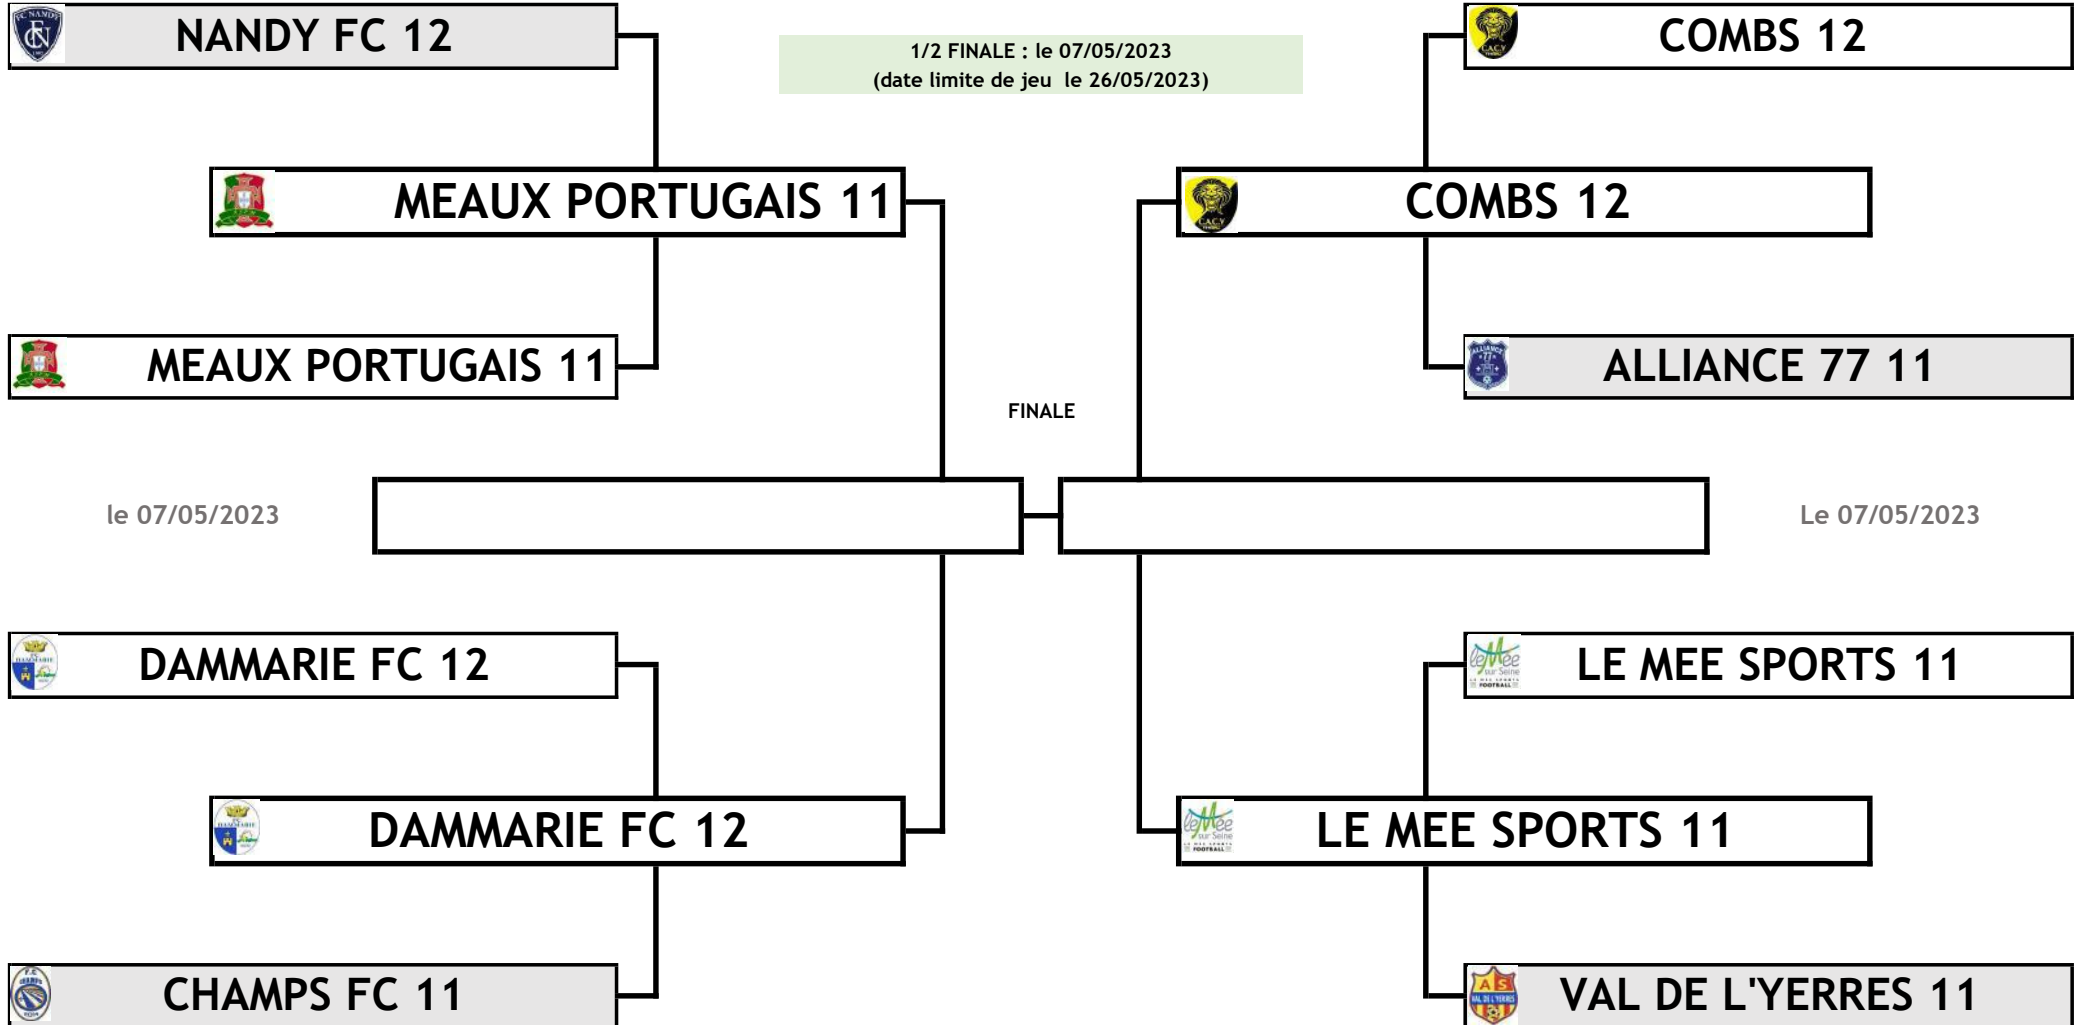 NANDY FC 12
1/2 FINALE : le 07/05/2023
(date limite de jeu le 26/05/2023)
COMBS 12
MEAUX PORTUGAIS 11
COMBS 12
MEAUX PORTUGAIS 11
ALLIANCE 77 11
FINALE
le 07/05/2023
Le 07/05/2023
DAMMARIE FC 12
LE MEE SPORTS 11
DAMMARIE FC 12
LE MEE SPORTS 11
CHAMPS FC 11
VAL DE L'YERRES 11